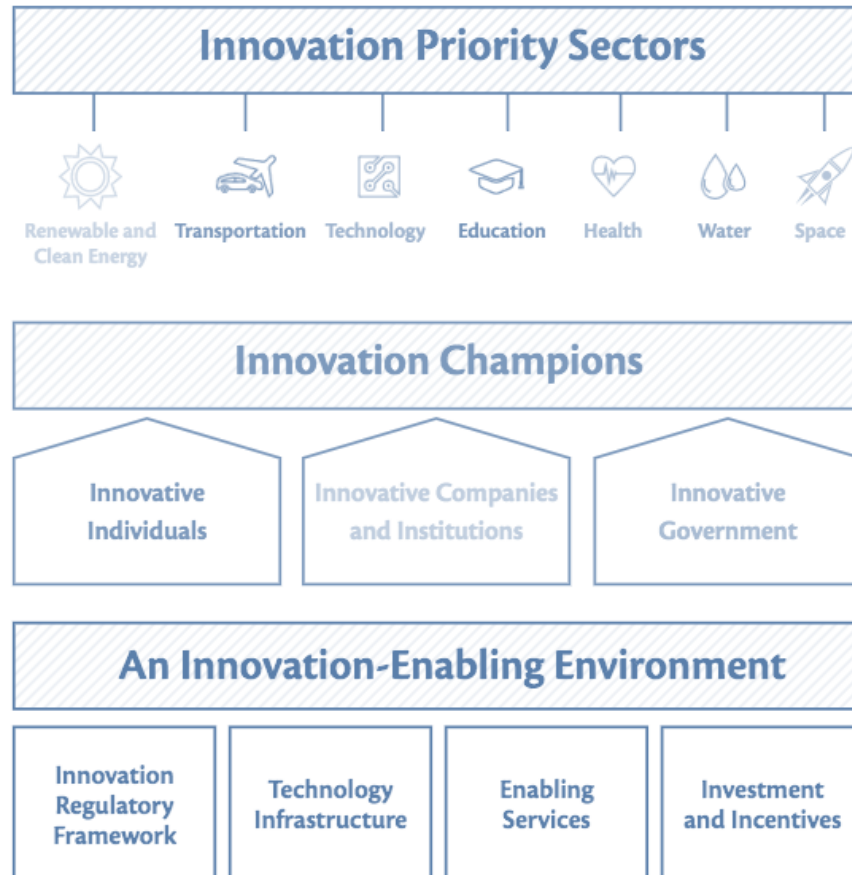 Innovation Priority Sectors
Renewable and
Clean Energy
Transportation
Technology
Education
Health
Water
Space
Innovation Champions
Innovative
Individuals
Innovative Companies
and Institutions
Innovative
Government
An Innovation-Enabling Environment
Innovation
Regulatory
Framework
Technology
Infrastructure
Enabling
Services
Investment
and Incentives